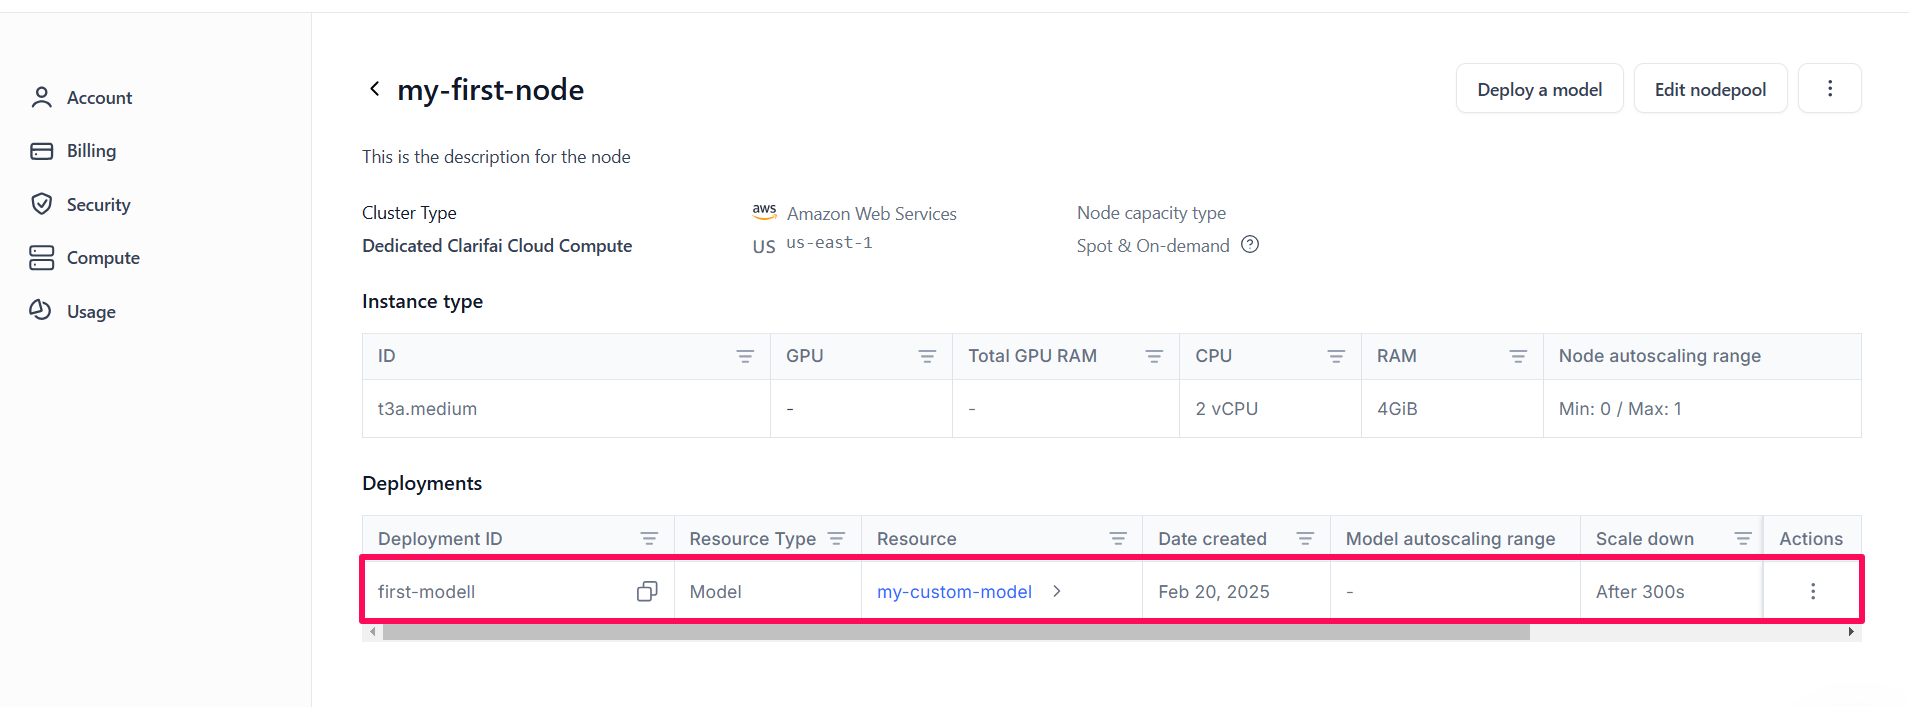 my-first-node
Deploy a model
Edit nodepool
Account
Billing
Security
Compute
Usage
This is the description for the node
Cluster Type
Dedicated Clarifai Cloud Compute
aws Amazon Web Services
US us-east-1
Node capacity type
Spot & On-demand ?
Instance type
ID GPU Total GPU RAM CPU RAM Node autoscaling range
t3a.medium - - 2 vCPU 4GiB Min: 0 / Max: 1
Deployments
Deployment ID Resource Type Resource Date created Model autoscaling range Scale down Actions
first-modell Model my-custom-model Feb 20, 2025 - After 300s